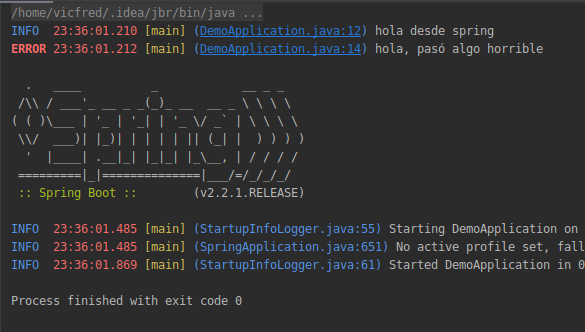 /home/vicfred/.idea/jbr/bin/java ...
INFO  23:36:01.210 [main] (DemoApplication.java:12) hola desde spring
ERROR 23:36:01.212 [main] (DemoApplication.java:14) hola, pasó algo horrible
  .   ____          _            __ _ _
 /\\ / ___'_ __ _ _(_)_ __  __ _ \ \ \ \
( ( )\___ | '_ | '_| | '_ \/ _` | \ \ \ \
 \\/  ___)| |_)| | | | | || (_| |  ) ) ) )
  '  |____| .__|_| |_|_| |_\__, | / / / /
 =========|_|==============|___/=/_/_/_/
 :: Spring Boot ::        (v2.2.1.RELEASE)
INFO  23:36:01.485 [main] (StartupInfoLogger.java:55) Starting DemoApplication on
INFO  23:36:01.485 [main] (SpringApplication.java:651) No active profile set, fall
INFO  23:36:01.869 [main] (StartupInfoLogger.java:61) Started DemoApplication in 0
Process finished with exit code 0